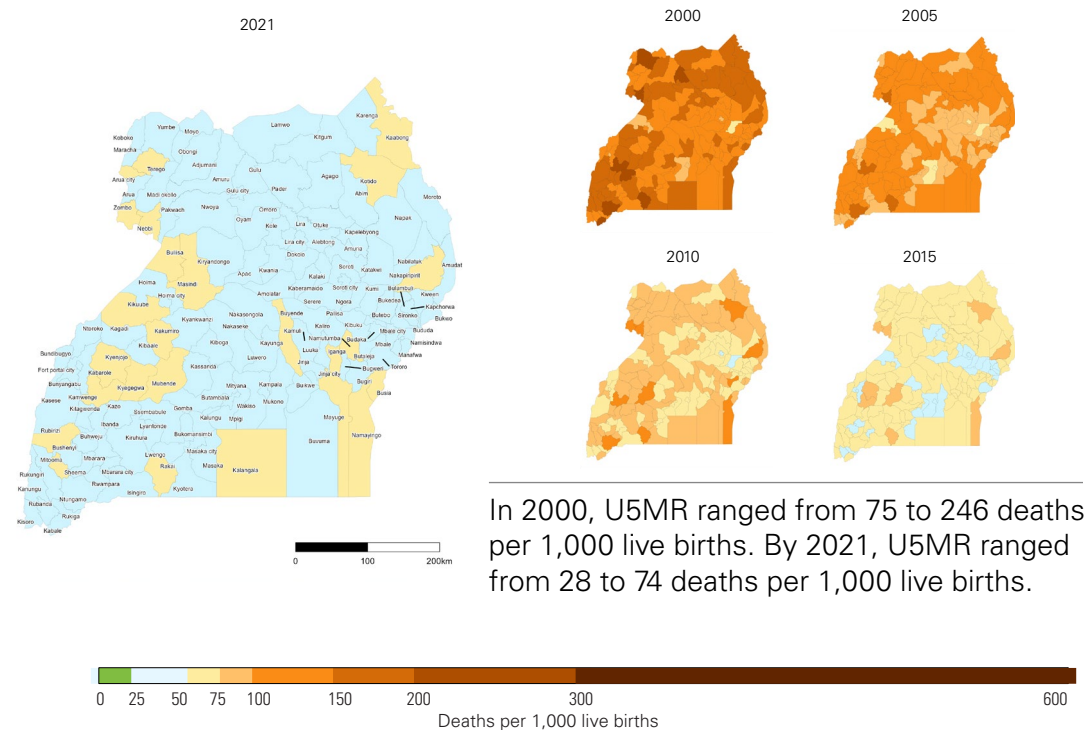 2021
2000
2005
Karenga
Kaabong
Lamwo
Kitgum
Koboko
Yumbe
Moyo
Maracha
Obongi
Adjumani
Terego
Arua city
Arua
Madi okollo
Amuru
Gulu
Gulu city
Pader
Agago
Kotido
Abim
Moroto
Zombo
Nebbi
Pakwach
Nwoya
Omoro
Oyam
Kole
Lira
Otuke
Napak
Kapelebyong
Lira city
Alebtong
Amuria
Dokolo
Buliisa
Kiryandongo
Masindi
Apac
Kwania
Kalaki
Soroti
Katakwi
Nabilatuk
Nakapiripirit
Amudat
Hoima
Hoima city
Amolatar
Kaberamaido
Soroti city
Kumi
Bulambuli
Kween
Serere
Ngora
Bukedea
Kapchorwa
Kikuube
Nakasongola
Buyende
Pallisa
Butebo
Sironko
Bukwo
Ntoroko
Kagadi
Kyankwanzi
Nakaseke
Kamuli
Kaliro
Kibuku
Mbale city
Bududa
Kakumiro
Namutumba
Budaka
Mbale
Namisindwa
Bundibugyo
Kyenjojo
Kibaale
Kiboga
Luwero
Kayunga
Luuka
Iganga
Butaleja
Manafwa
Fort portal city
Kabarole
Kassanda
Jinja
Bugweri
Tororo
Bunyangabu
Kyegegwa
Mubende
Mityana
Kampala
Buikwe
Jinja city
Bugiri
Busia
Kasese
Kamwenge
Butambala
Wakiso
Mukono
Kitagwenda
Kazo
Ssembabule
Gomba
Kalungu
Mpigi
Mayuge
Rubirizi
Ibanda
Lyantonde
Buhweju
Kiruhura
Bukomansimbi
Buvuma
Namayingo
Bushenyi
Mitooma
Mbarara
Lwengo
Masaka city
Rukungiri
Sheema
Mbarara city
Rakai
Masaka
Kalangala
Kanungu
Rwampara
Rubanda
Ntungamo
Isingiro
Kyotera
Kisoro
Rukiga
Kabale
0 100 200km
2010
2015
In 2000, U5MR ranged from 75 to 246 deaths
per 1,000 live births. By 2021, U5MR ranged
from 28 to 74 deaths per 1,000 live births.
0 25 50 75 100 150 200 300 600
Deaths per 1,000 live births